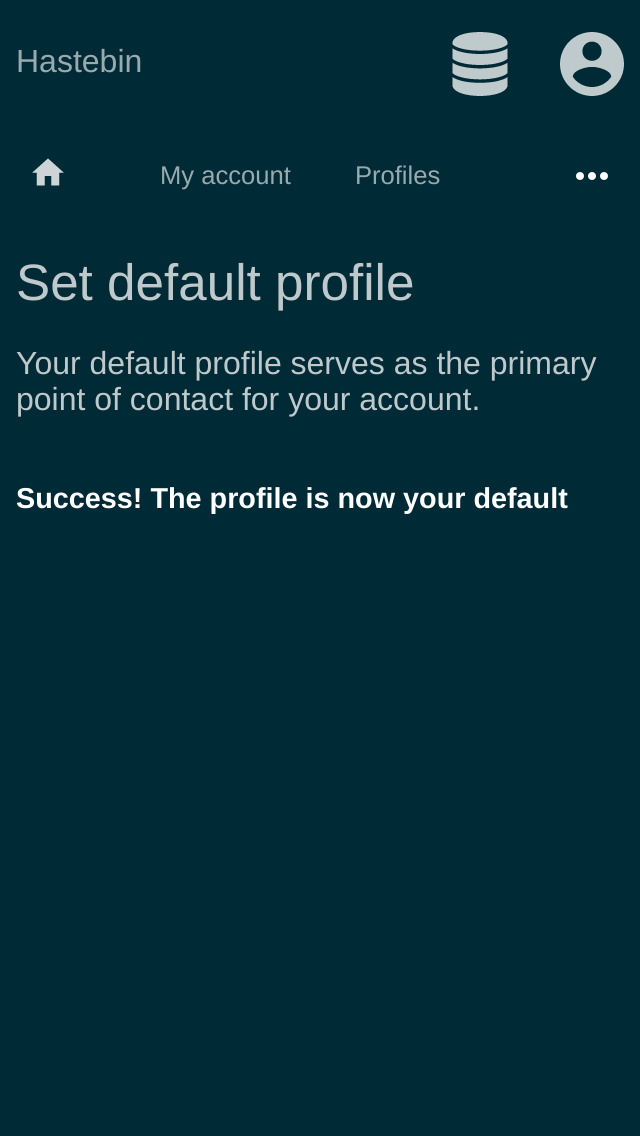 Hastebin
My account Profiles
Set default profile
Your default profile serves as the primary
point of contact for your account.
Success! The profile is now your default